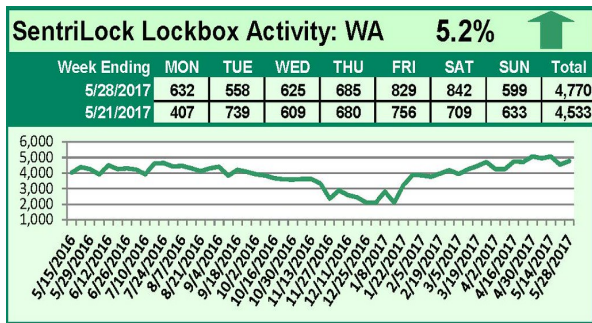 SentriLock Lockbox Activity: WA 5.2%
Week Ending MON TUE WED THU FRI SAT SUN Total
5/28/2017 632 558 625 685 829 842 599 4,770
5/21/2017 407 739 609 680 756 709 633 4,533
6,000
5,000
4,000
3,000
2,000
1,000
5/15/2016 5/29/2016 6/12/2016 6/26/2016 7/10/2016 7/24/2016 8/7/2016 8/21/2016 9/4/2016 9/18/2016 10/2/2016 10/16/2016 10/30/2016 11/13/2016 11/27/2016 12/11/2016 12/25/2016 1/8/2017 1/22/2017 2/5/2017 2/19/2017 3/5/2017 3/19/2017 4/2/2017 4/16/2017 4/30/2017 5/14/2017 5/28/2017